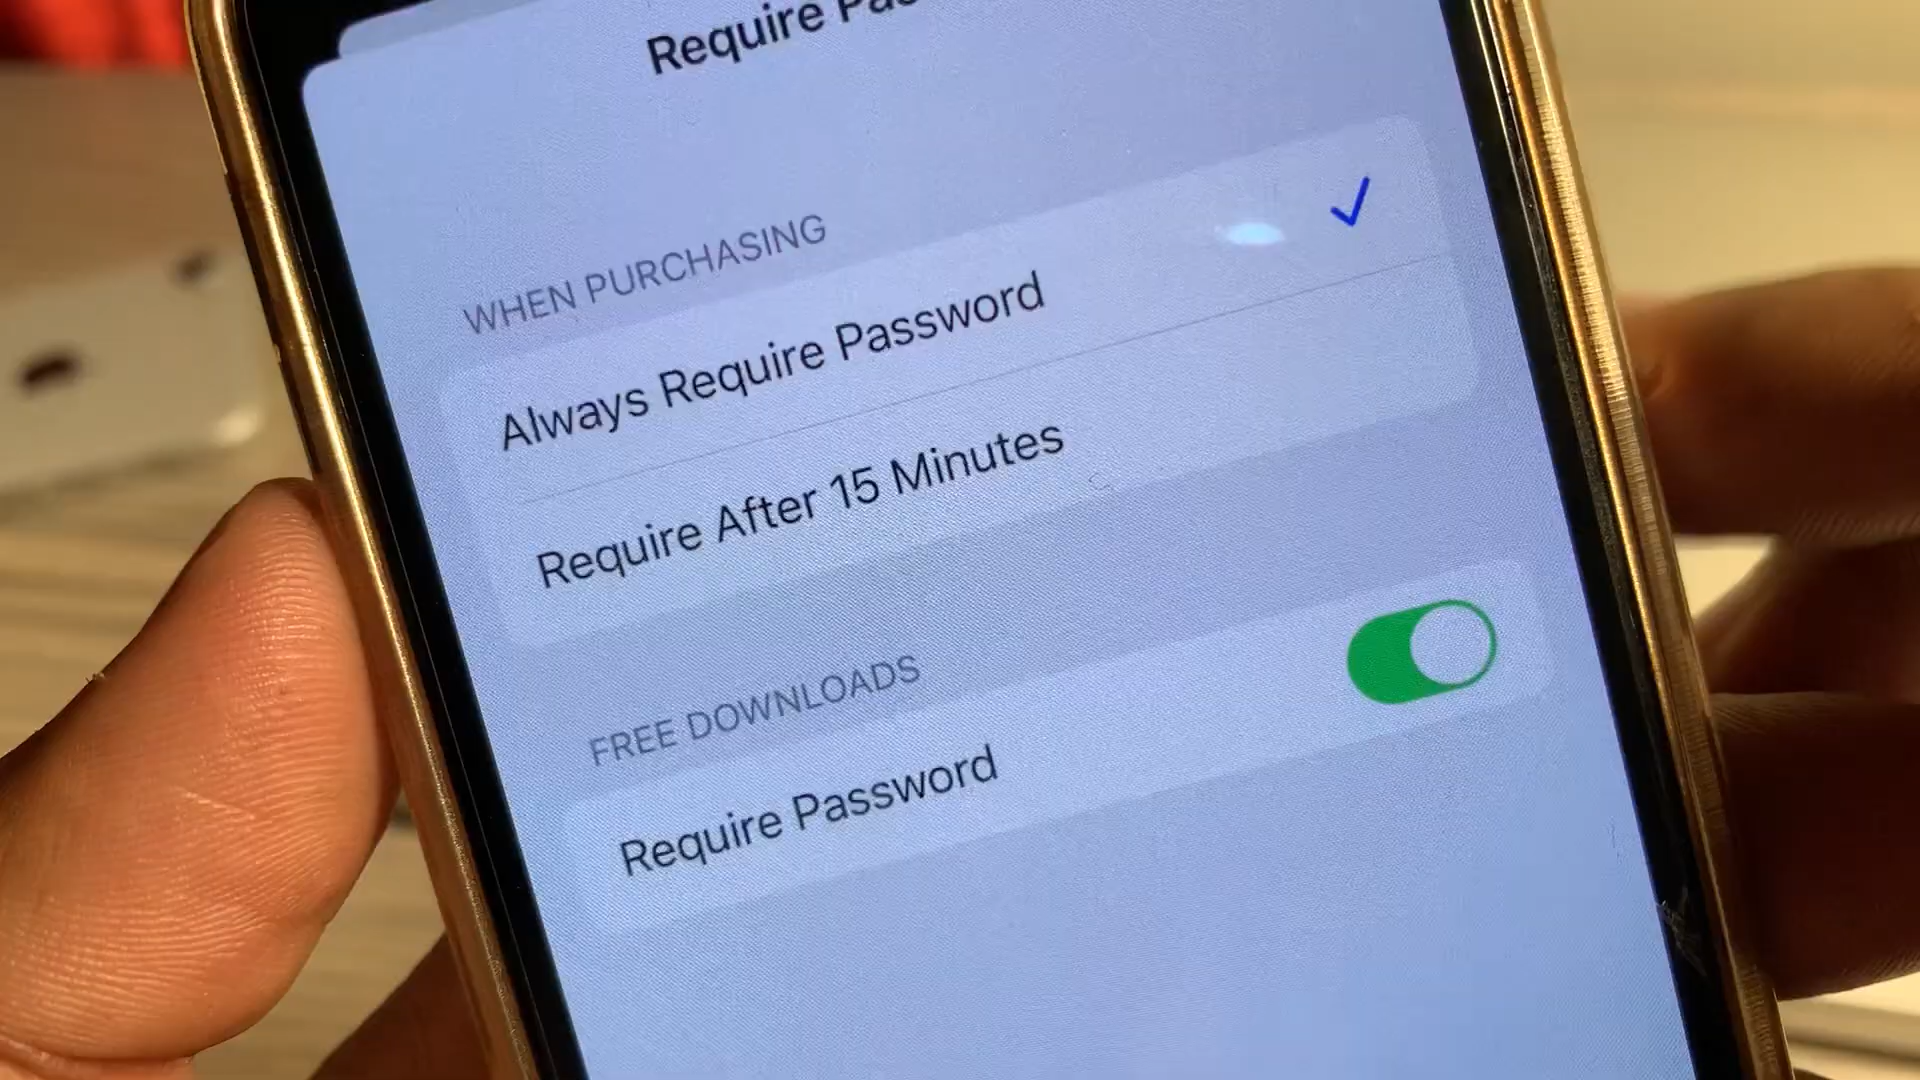 Require
WHEN PURCHASING
Always Require Password
Require After 15 Minutes
FREE DOWNLOADS
Require Password